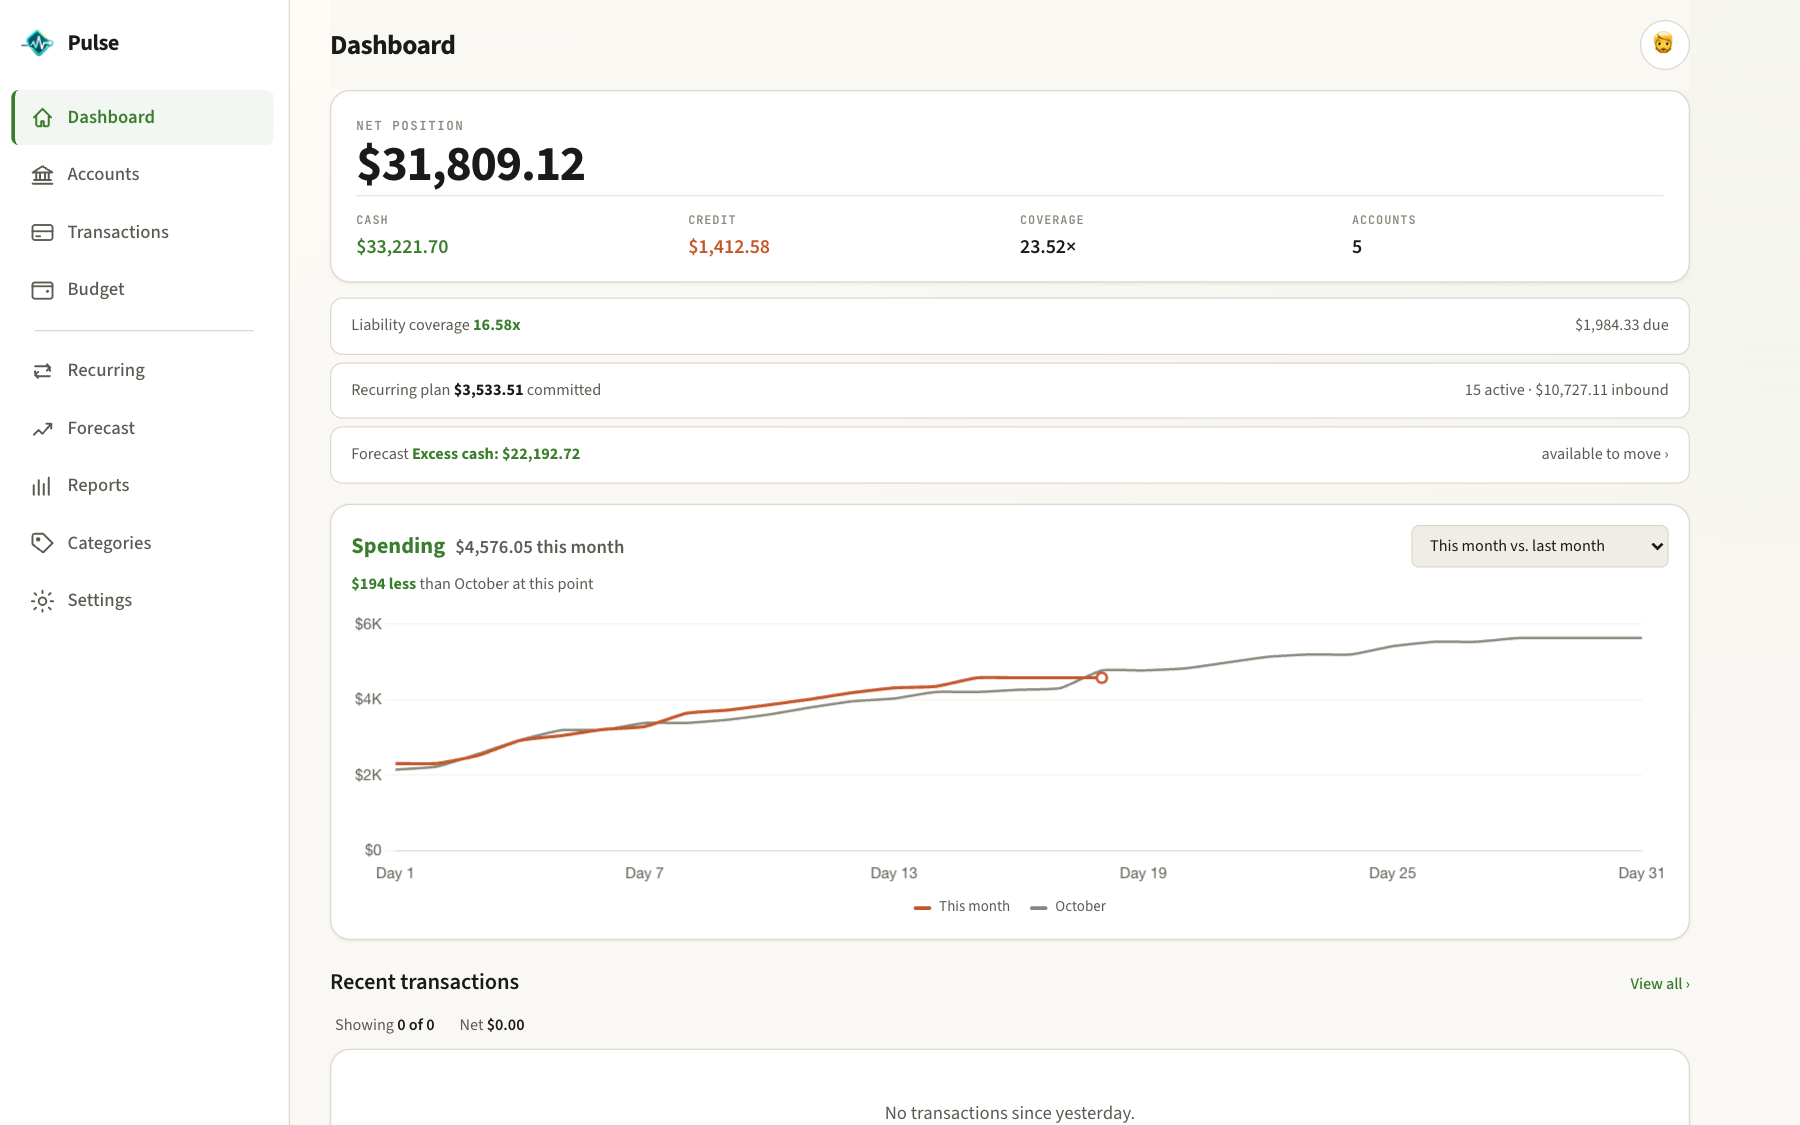 Pulse
Dashboard
Accounts
Transactions
Budget
Recurring
Forecast
Reports
Categories
Settings
Dashboard
NET POSITION
$31,809.12
CASH CREDIT COVERAGE ACCOUNTS
$33,221.70 $1,412.58 23.52× 5
Liability coverage 16.58x $1,984.33 due
Recurring plan $3,533.51 committed 15 active · $10,727.11 inbound
Forecast Excess cash: $22,192.72 available to move ›
Spending $4,576.05 this month This month vs. last month
$194 less than October at this point
$6K
$4K
$2K
$0
Day 1 Day 7 Day 13 Day 19 Day 25 Day 31
This month October
Recent transactions View all ›
Showing 0 of 0 Net $0.00
No transactions since yesterday.